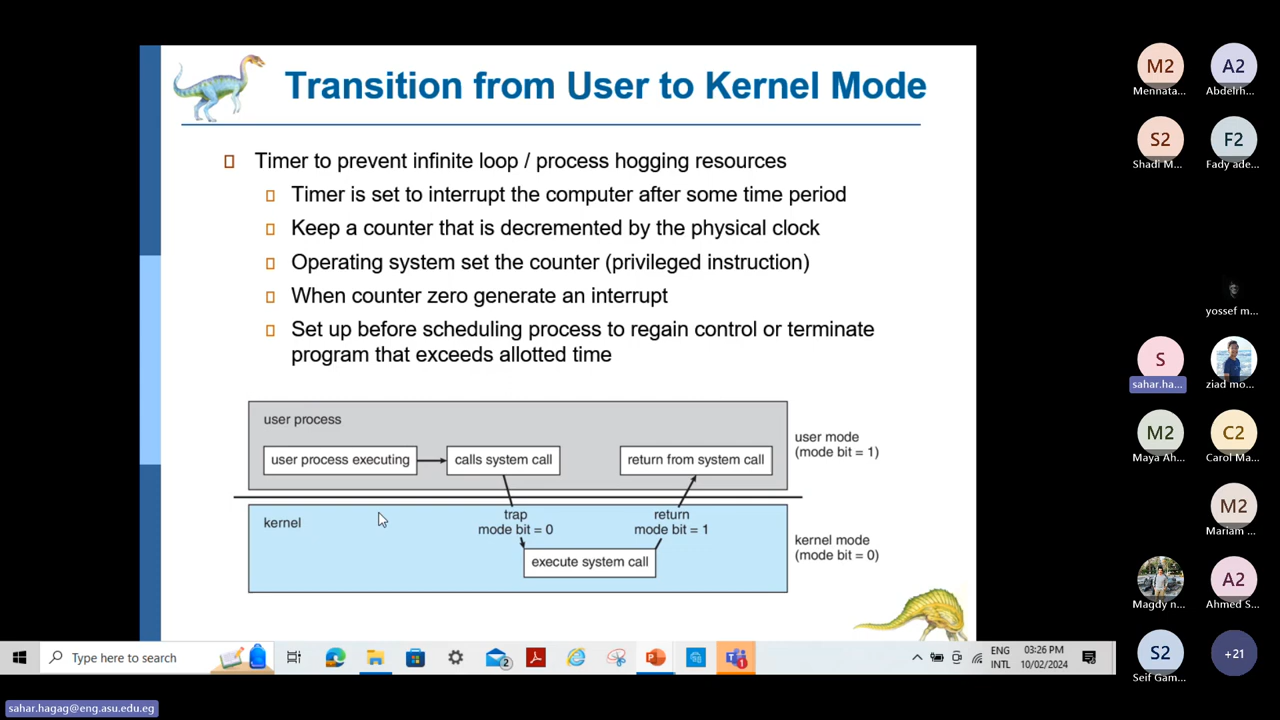 Transition from User to Kernel Mode
Timer to prevent infinite loop / process hogging resources
Timer is set to interrupt the computer after some time period
Keep a counter that is decremented by the physical clock
Operating system set the counter (privileged instruction)
When counter zero generate an interrupt
Set up before scheduling process to regain control or terminate
program that exceeds allotted time
user process
user process executing
calls system call
return from system call
user mode
(mode bit = 1)
kernel
trap
mode bit = 0
return
mode bit = 1
execute system call
kernel mode
(mode bit = 0)
M2
Mennata...
A2
Abdelrh...
S2
Shadi M...
F2
Fady ade...
yossef m...
S
sahar.ha...
ziad mo...
M2
Maya Ah...
C2
Carol Ma...
M2
Mariam ...
Magdy n...
A2
Ahmed S...
S2
Seif Gam...
+21
Type here to search
2
1
ENG
INTL
03:26 PM
10/02/2024
sahar.hagag@eng.asu.edu.eg